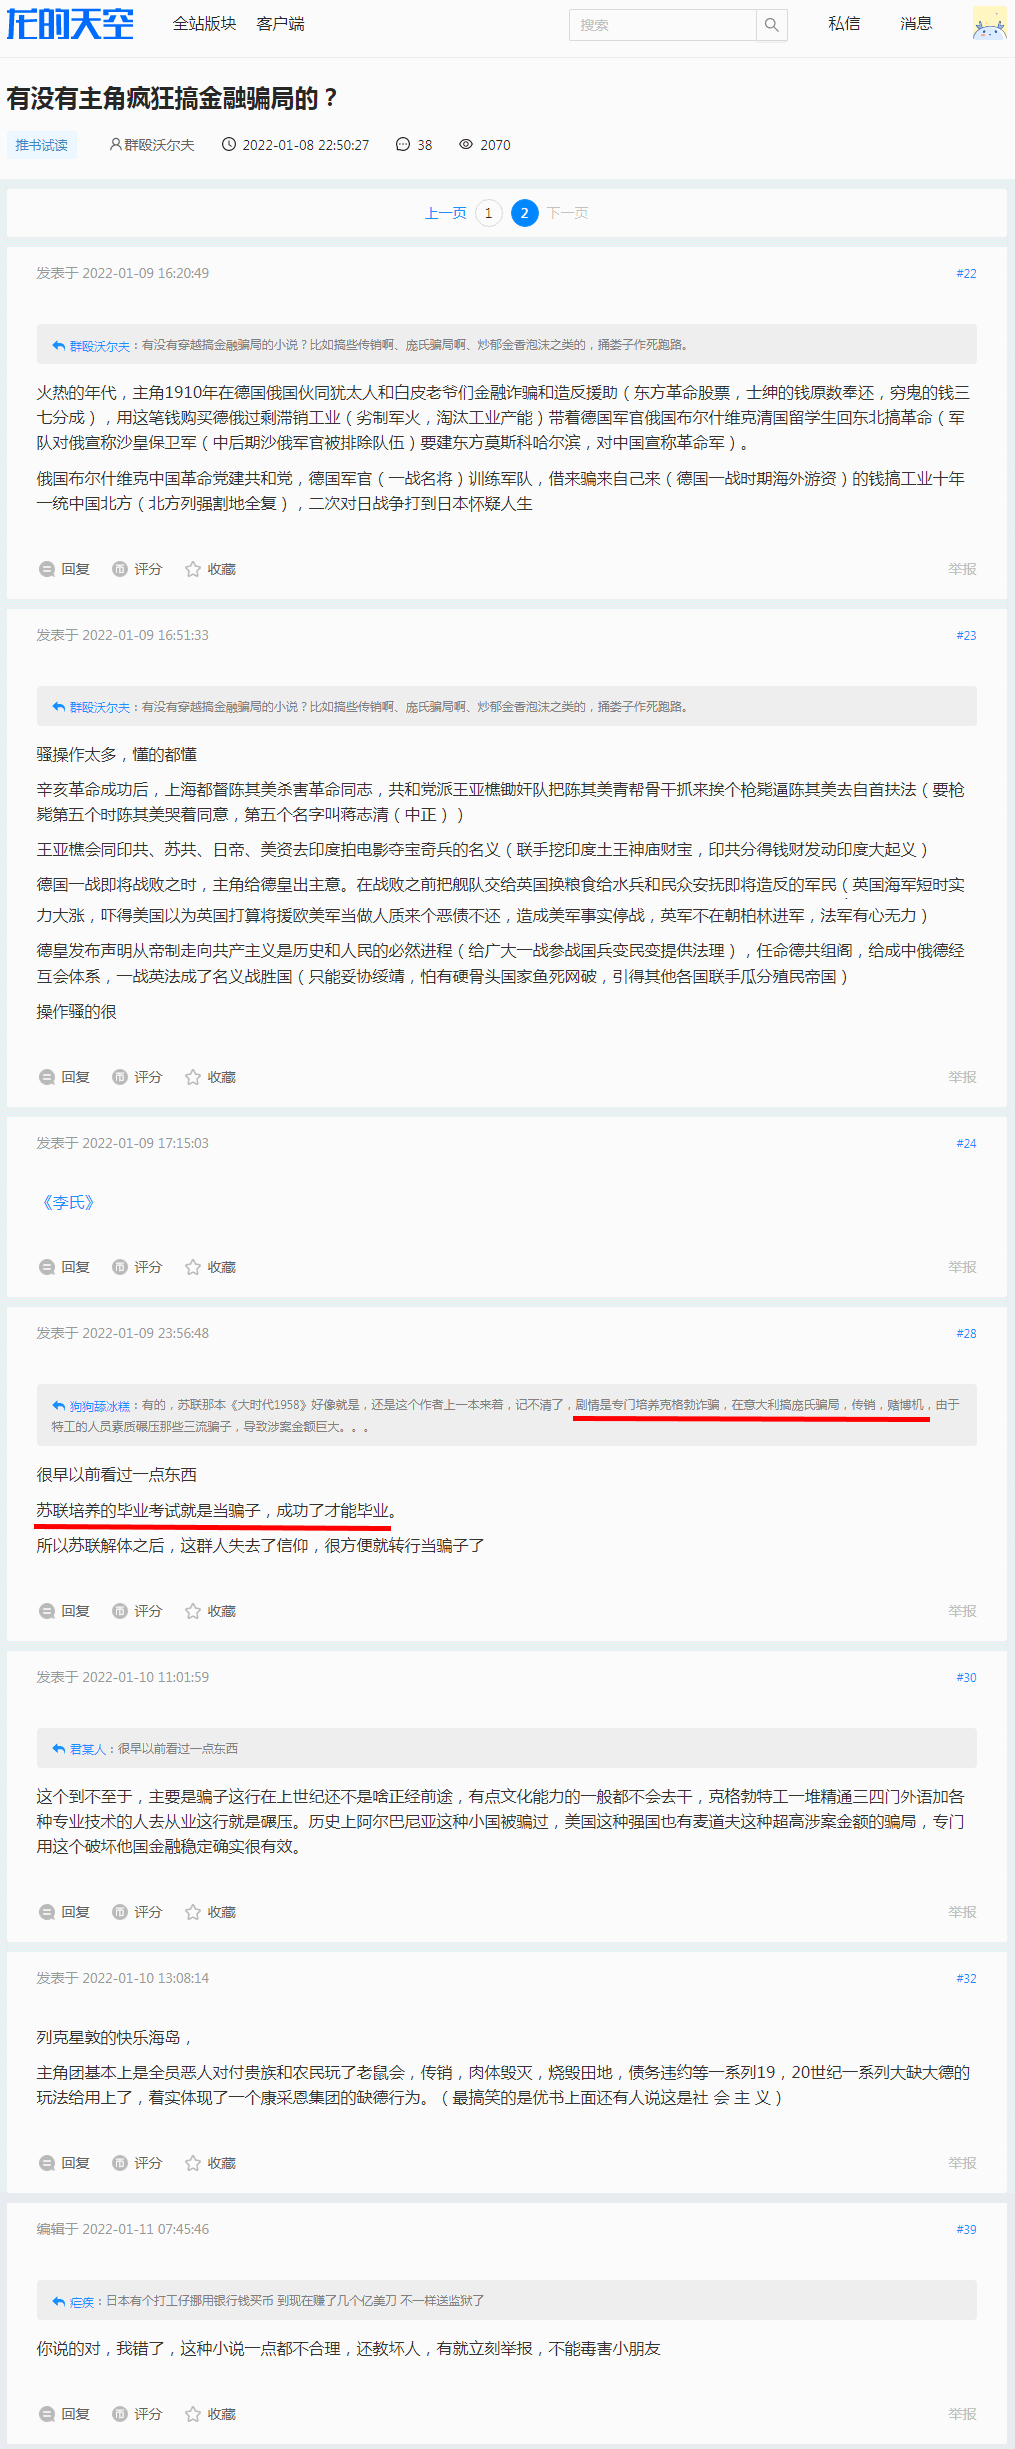 龙的天空 全站版块 客户端 搜索 私信 消息
有没有主角疯狂搞金融骗局的？
推书试读 群殴沃尔夫 2022-01-08 22:50:27 38 2070
上一页 1 2 下一页
发表于 2022-01-09 16:20:49 #22
群殴沃尔夫：有没有穿越搞金融骗局的小说？比如搞些传销啊、庞氏骗局啊、炒郁金香泡沫之类的，捅娄子作死跑路。
火热的年代，主角1910年在德国俄国伙同犹太人和白皮老爷们金融诈骗和造反援助（东方革命股票，士绅的钱原数奉还，穷鬼的钱三
七分成），用这笔钱购买德俄过剩滞销工业（劣制军火，淘汰工业产能）带着德国军官俄国布尔什维克清国留学生回东北搞革命（军
队对俄宣称沙皇保卫军（中后期沙俄军官被排除队伍）要建东方莫斯科哈尔滨，对中国宣称革命军）。
俄国布尔什维克中国革命党建共和党，德国军官（一战名将）训练军队，借来骗来自己来（德国一战时期海外游资）的钱搞工业十年
一统中国北方（北方列强割地全复），二次对日战争打到日本怀疑人生
回复 评分 收藏 举报
发表于 2022-01-09 16:51:33 #23
群殴沃尔夫：有没有穿越搞金融骗局的小说？比如搞些传销啊、庞氏骗局啊、炒郁金香泡沫之类的，捅娄子作死跑路。
骚操作太多，懂的都懂
辛亥革命成功后，上海都督陈其美杀害革命同志，共和党派王亚樵锄奸队把陈其美青帮骨干抓来挨个枪毙逼陈其美去自首扶法（要枪
毙第五个时陈其美哭着同意，第五个名字叫蒋志清（中正））
王亚樵会同印共、苏共、日帝、美资去印度拍电影夺宝奇兵的名义（联手挖印度土王神庙财宝，印共分得钱财发动印度大起义）
德国一战即将战败之时，主角给德皇出主意。在战败之前把舰队交给英国换粮食给水兵和民众安抚即将造反的军民（英国海军短时实
力大涨，吓得美国以为英国打算将援欧美军当做人质来个恶债不还，造成美军事实停战，英军不在朝柏林进军，法军有心无力）
德皇发布声明从帝制走向共产主义是历史和人民的必然进程（给广大一战参战国兵变民变提供法理），任命德共组阁，给成中俄德经
互会体系，一战英法成了名义战胜国（只能妥协绥靖，怕有硬骨头国家鱼死网破，引得其他各国联手瓜分殖民帝国）
操作骚的很
回复 评分 收藏 举报
发表于 2022-01-09 17:15:03 #24
《李氏》
回复 评分 收藏 举报
发表于 2022-01-09 23:56:48 #28
狗狗舔冰糕：有的，苏联那本《大时代1958》好像就是，还是这个作者上一本来着，记不清了，剧情是专门培养克格勃诈骗，在意大利搞庞氏骗局，传销，赌博机，由于
特工的人员素质碾压那些三流骗子，导致涉案金额巨大。。。
很早以前看过一点东西
苏联培养的毕业考试就是当骗子，成功了才能毕业。
所以苏联解体之后，这群人失去了信仰，很方便就转行当骗子了
回复 评分 收藏 举报
发表于 2022-01-10 11:01:59 #30
君某人：很早以前看过一点东西
这个到不至于，主要是骗子这行在上世纪还不是啥正经前途，有点文化能力的一般都不会去干，克格勃特工一堆精通三四门外语加各
种专业技术的人去从业这行就是碾压。历史上阿尔巴尼亚这种小国被骗过，美国这种强国也有麦道夫这种超高涉案金额的骗局，专门
用这个破坏他国金融稳定确实很有效。
回复 评分 收藏 举报
发表于 2022-01-10 13:08:14 #32
列克星敦的快乐海岛，
主角团基本上是全员恶人对付贵族和农民玩了老鼠会，传销，肉体毁灭，烧毁田地，债务违约等一系列19，20世纪一系列大缺大德的
玩法给用上了，着实体现了一个康采恩集团的缺德行为。（最搞笑的是优书上面还有人说这是社 会 主 义）
回复 评分 收藏 举报
编辑于 2022-01-11 07:45:46 #39
疟疾：日本有个打工仔挪用银行钱买币 到现在赚了几个亿美刀 不一样送监狱了
你说的对，我错了，这种小说一点都不合理，还教坏人，有就立刻举报，不能毒害小朋友
回复 评分 收藏 举报